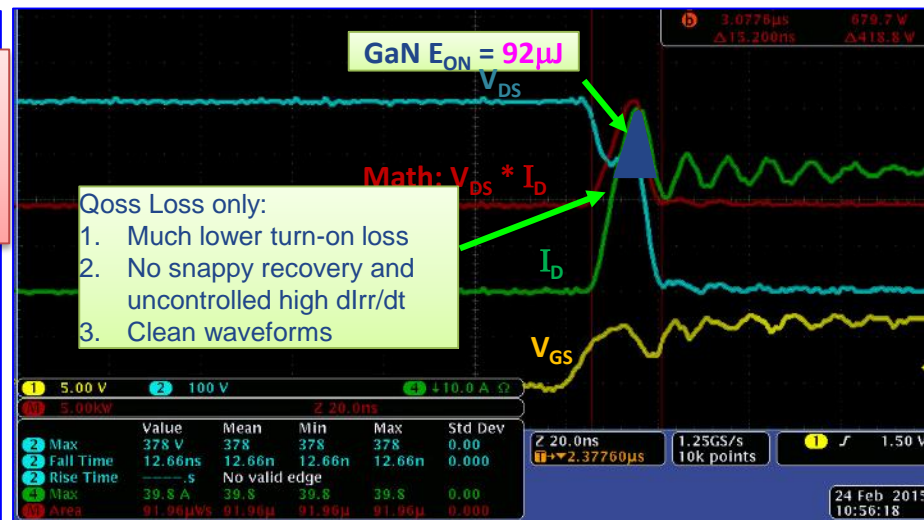 b 3.0776µs 679.7 W
Δ15.200ns Δ418.8 W
GaN EON = 92µJ
VDS
Math: VDS * ID
Qoss Loss only:
1. Much lower turn-on loss
2. No snappy recovery and
uncontrolled high dIrr/dt
3. Clean waveforms
ID
VGS
1 5.00 V 2 100 V 4 ↓10.0 A Ω
M 5.00kW Z 20.0ns
Value Mean Min Max Std Dev
2 Max 378 V 378 378 378 0.00
2 Fall Time 12.66ns 12.66n 12.66n 12.66n 0.000
2 Rise Time ----.s No valid edge
4 Max 39.8 A 39.8 39.8 39.8 0.00
M Area 91.96µWs 91.96µ 91.96µ 91.96µ 0.000
Z 20.0ns
T→▼2.37760µs
1.25GS/s
10k points
1 ∫ 1.50 V
24 Feb 2015
10:56:18